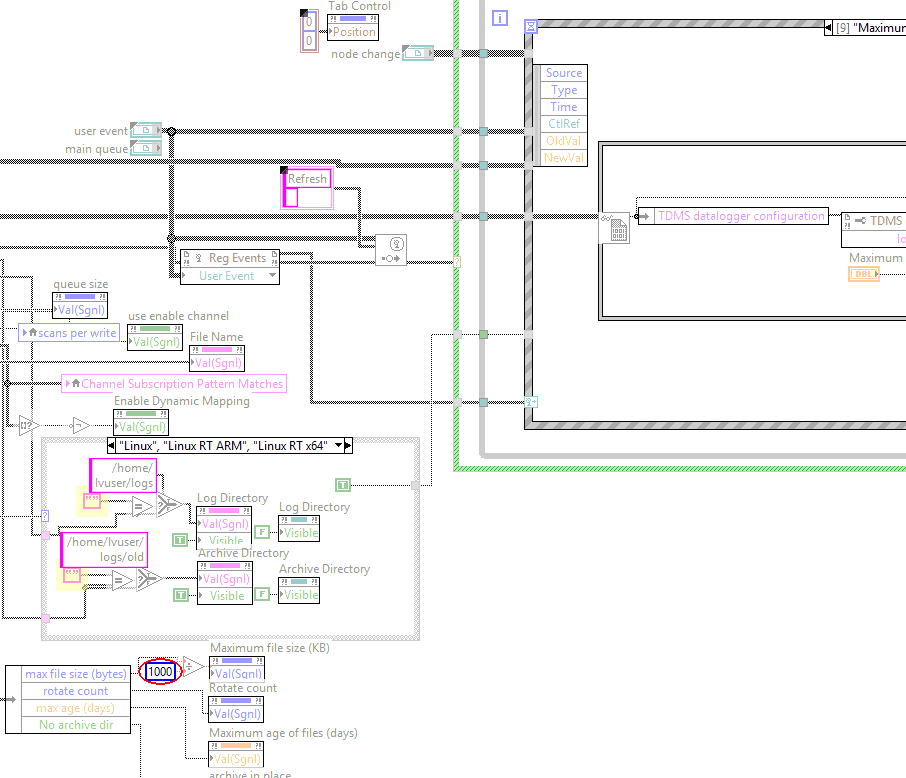 Tab Control
0
0
Position
node change
i
[9] "Maximum
Source
Type
Time
CtlRef
OldVal
NewVal
user event
main queue
Refresh
TDMS datalogger configuration
TDMS
lo
Maximum
DBL
Reg Events
User Event
queue size
Val(Sgnl)
scans per write
use enable channel
Val(Sgnl)
File Name
Val(Sgnl)
Channel Subscription Pattern Matches
Enable Dynamic Mapping
Val(Sgnl)
"Linux", "Linux RT ARM", "Linux RT x64"
/home/
lvuser/logs
T
Log Directory
Val(Sgnl)
Visible
T
F
Log Directory
Visible
/home/lvuser/
logs/old
Archive Directory
Val(Sgnl)
Visible
T
F
Archive Directory
Visible
Maximum file size (KB)
max file size (bytes)
1000
Val(Sgnl)
rotate count
Rotate count
max age (days)
Val(Sgnl)
No archive dir
Maximum age of files (days)
Val(Sgnl)
archive in place